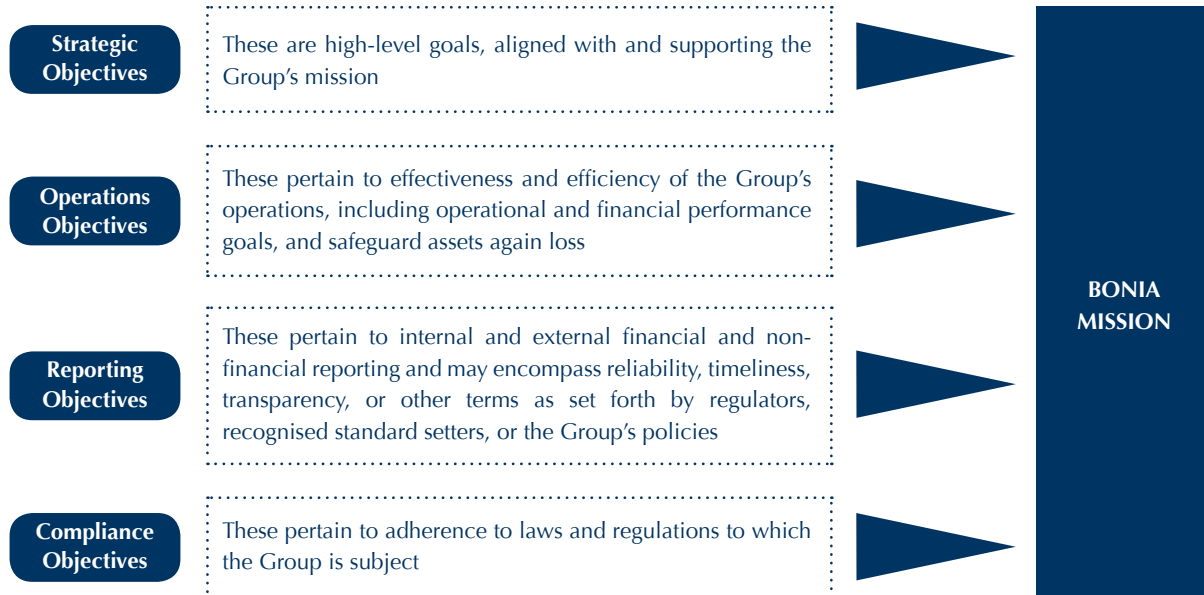 Strategic
Objectives
These are high-level goals, aligned with and supporting the
Group's mission
Operations
Objectives
These pertain to effectiveness and efficiency of the Group's
operations, including operational and financial performance
goals, and safeguard assets again loss
Reporting
Objectives
These pertain to internal and external financial and non-
financial reporting and may encompass reliability, timeliness,
transparency, or other terms as set forth by regulators,
recognised standard setters, or the Group's policies
Compliance
Objectives
These pertain to adherence to laws and regulations to which
the Group is subject
BONIA
MISSION